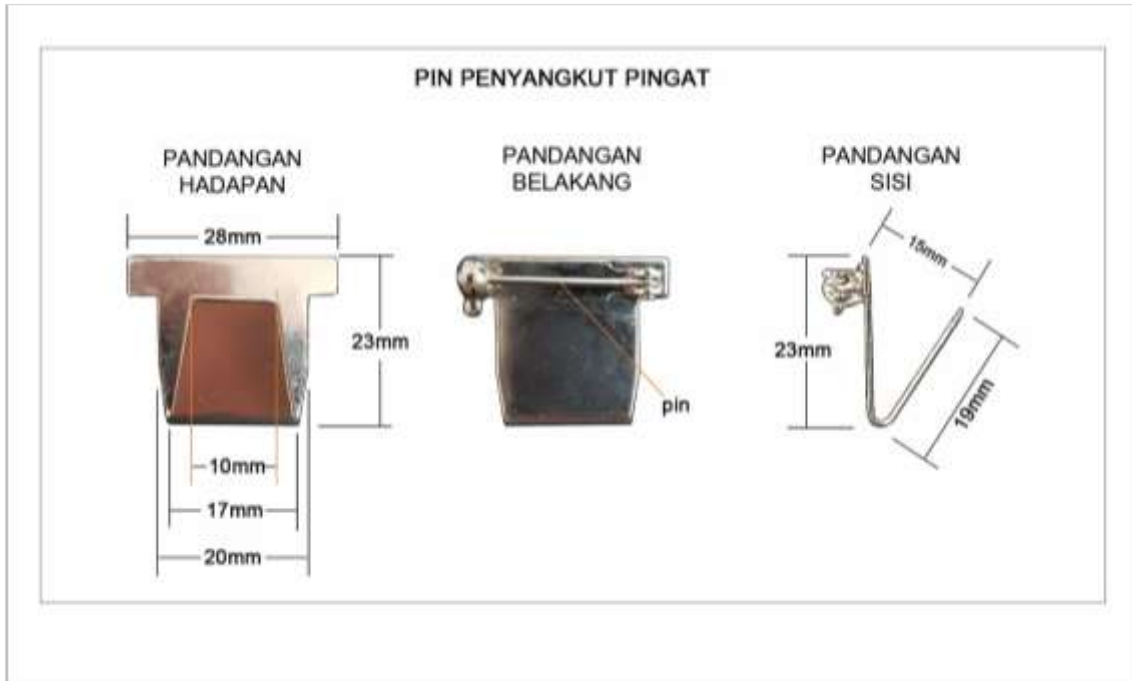 PIN PENYANGKUT PINGAT
PANDANGAN
HADAPAN
28mm
23mm
10mm
17mm
20mm
PANDANGAN
BELAKANG
pin
PANDANGAN
SISI
15mm
23mm
19mm